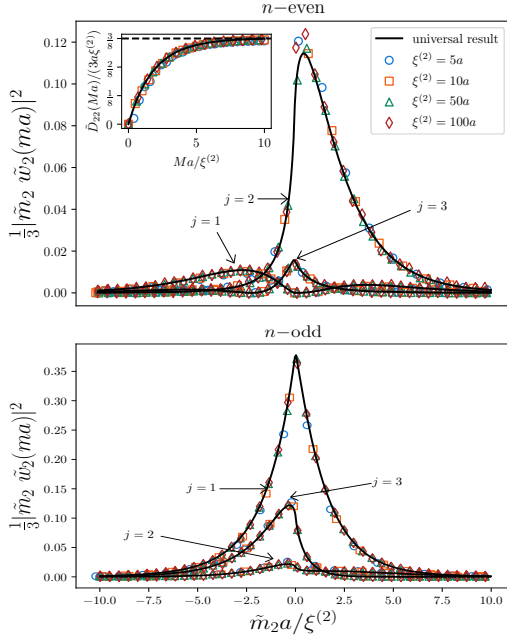 n−even
1/3 |m̃₂ w̃₂(ma)|²
0.12
0.10
0.08
0.06
0.04
0.02
0.00
D̃₂₂(Ma)/(3aξ⁽²⁾)
3/8
2/8
1/8
0/8
0
5
10
Ma/ξ⁽²⁾
universal result
ξ⁽²⁾ = 5a
ξ⁽²⁾ = 10a
ξ⁽²⁾ = 50a
ξ⁽²⁾ = 100a
j = 2
j = 3
j = 1
n−odd
1/3 |m̃₂ w̃₂(ma)|²
0.35
0.30
0.25
0.20
0.15
0.10
0.05
0.00
j = 1
j = 3
j = 2
−10.0 −7.5 −5.0 −2.5 0.0 2.5 5.0 7.5 10.0
m̃₂a/ξ⁽²⁾